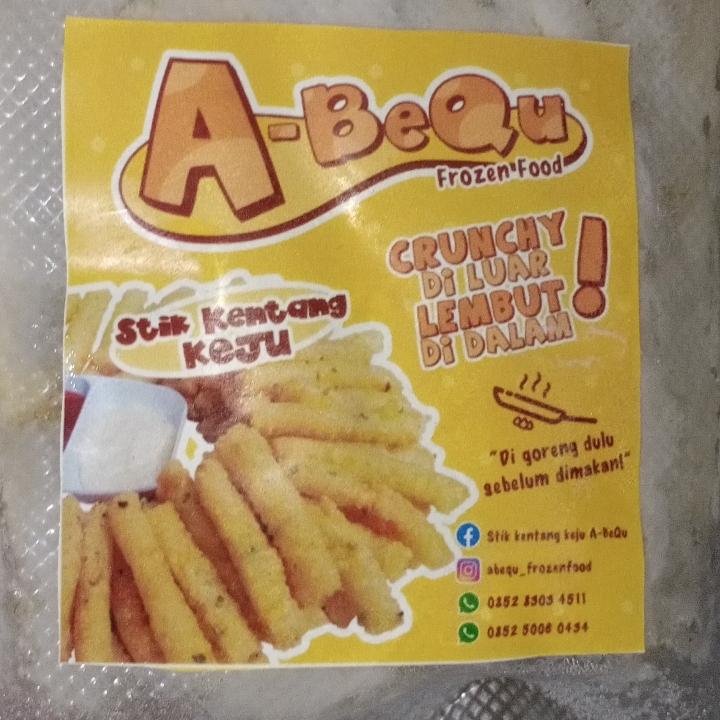 A-BeQu
Frozen Food
CRUNCHY
Di LUAR
LEMBUT
Di DALAM!
Stik Kentang
KEJU
"Di goreng dulu
sebelum dimakan!"
Stik kentang keju A-BeQu
abequ_frozenfood
0852 8303 4511
0852 5006 0434